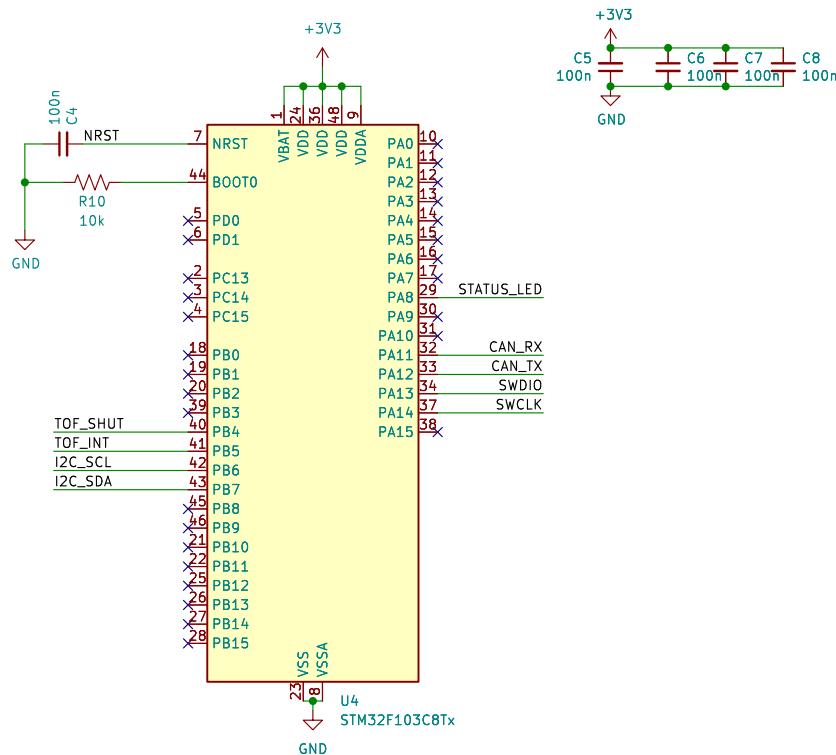 +3V3
+3V3
C5
100n
C6
100n
C7
100n
C8
100n
GND
100n
C4
NRST
R10
10k
GND
1
24
36
48
9
VBAT
VDD
VDD
VDD
VDDA
7 NRST
44 BOOT0
5 PD0
6 PD1
2 PC13
3 PC14
4 PC15
18 PB0
19 PB1
20 PB2
39 PB3
TOF_SHUT 40 PB4
TOF_INT 41 PB5
I2C_SCL 42 PB6
I2C_SDA 43 PB7
45 PB8
46 PB9
21 PB10
22 PB11
25 PB12
26 PB13
27 PB14
28 PB15
PA0 10
PA1 11
PA2 12
PA3 13
PA4 14
PA5 15
PA6 16
PA7 17
PA8 29 STATUS_LED
PA9 30
PA10 31
PA11 32 CAN_RX
PA12 33 CAN_TX
PA13 34 SWDIO
PA14 37 SWCLK
PA15 38
VSS
VSSA
23
8
U4
STM32F103C8Tx
GND